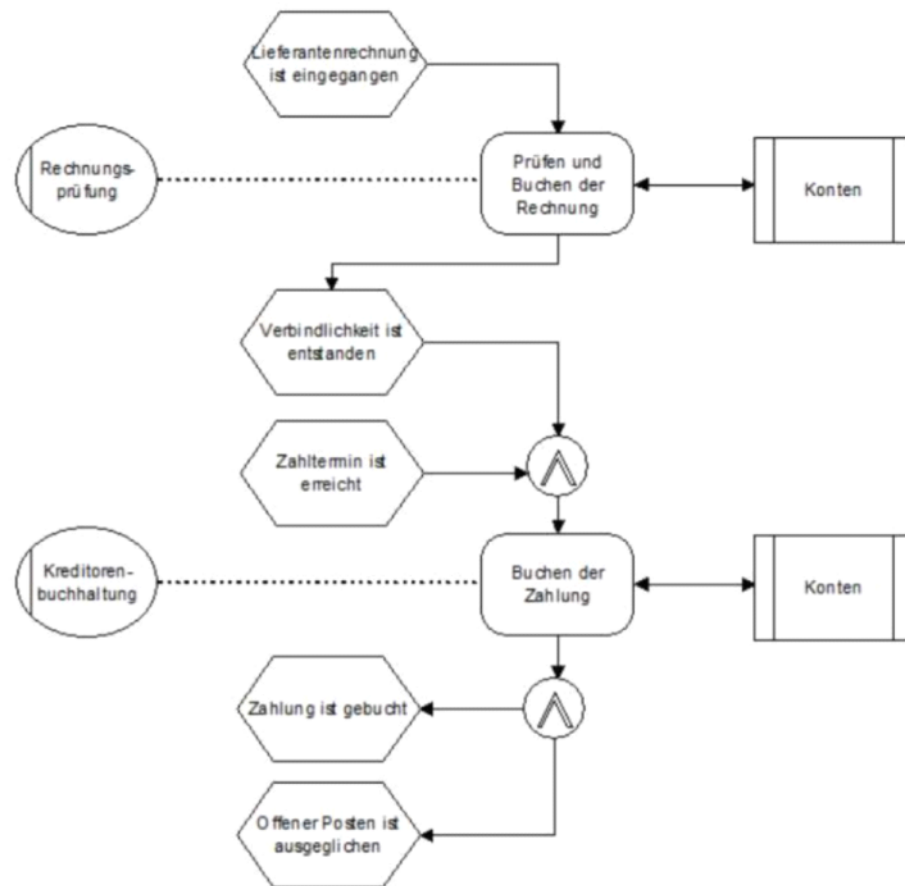 Lieferantenrechnung
ist eingegangen
Rechnungs-
prüfung
Prüfen und
Buchen der
Rechnung
Konten
Verbindlichkeit ist
entstanden
Zahltermin ist
erreicht
Kreditoren-
buchhaltung
Buchen der
Zahlung
Konten
Zahlung ist gebucht
Offener Posten ist
ausgeglichen